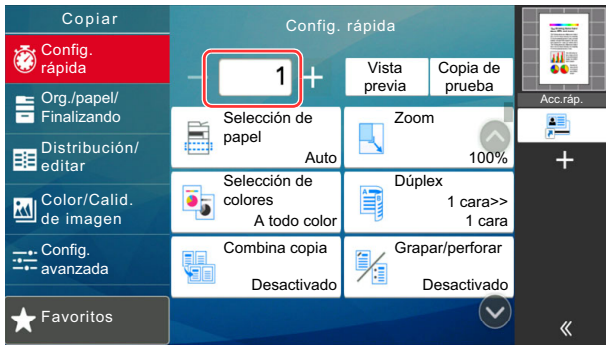 Copiar
Config.
rápida
Org./papel/
Finalizando
Distribución/
editar
Color/Calid.
de imagen
Config.
avanzada
Favoritos
Config. rápida
1
Vista
previa
Copia de
prueba
Selección de
papel
Auto
Zoom
100%
Selección de
colores
A todo color
Dúplex
1 cara>>
1 cara
Combina copia
Desactivado
Grapar/perforar
Desactivado
Acc.ráp.